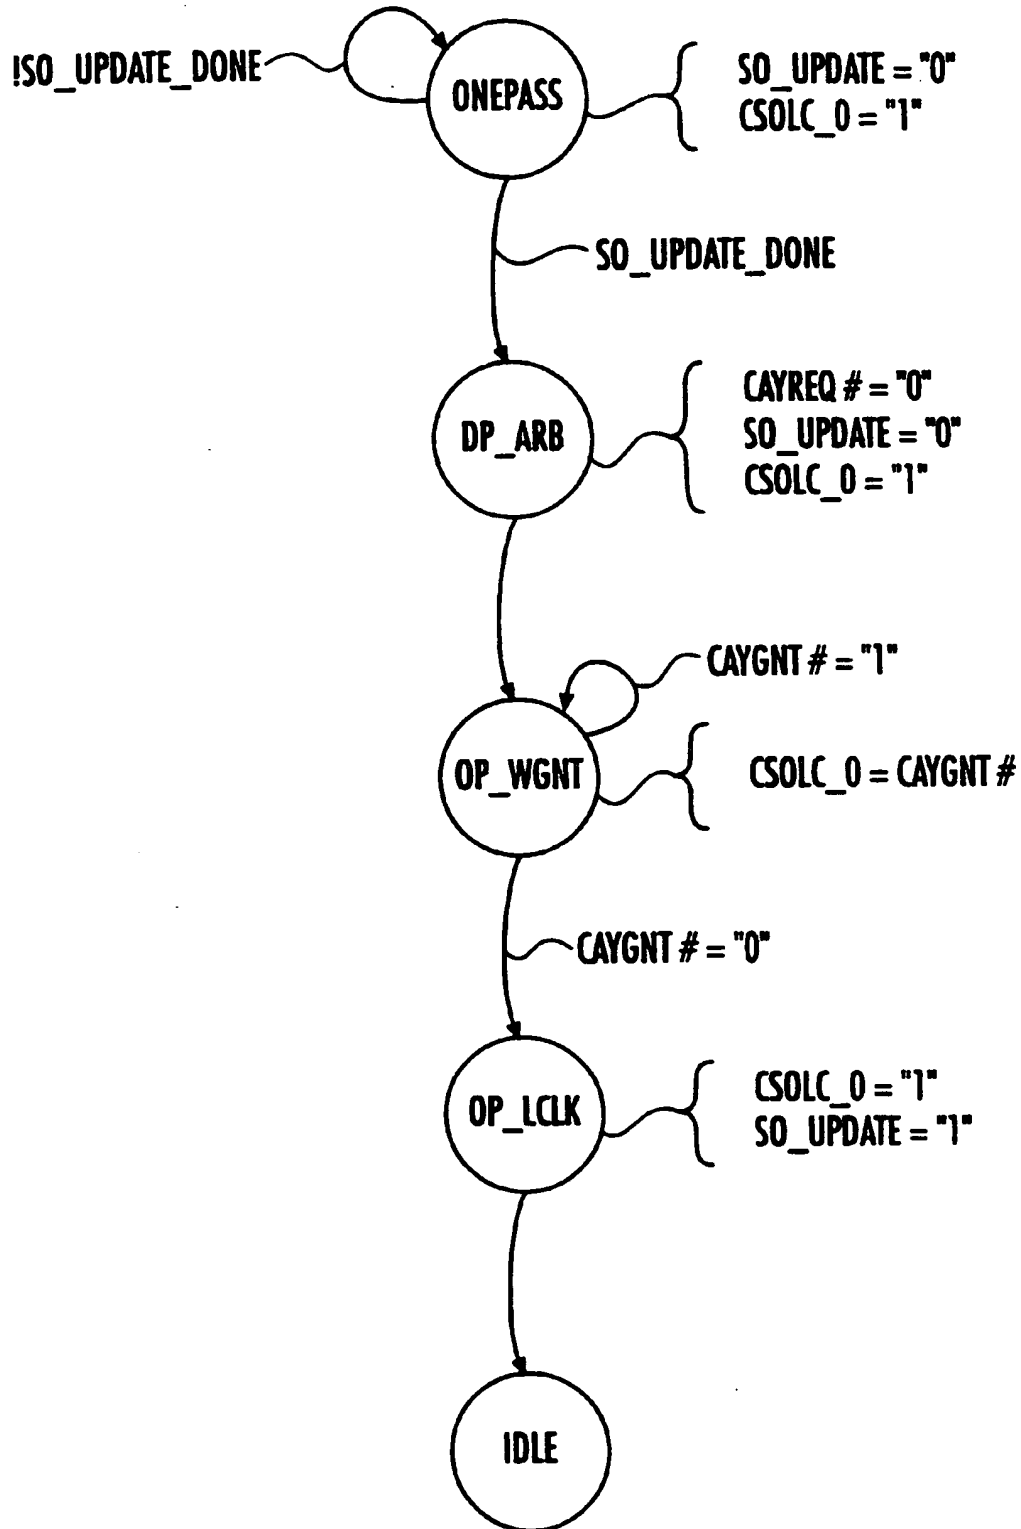 !SO_UPDATE_DONE
ONEPASS
SO_UPDATE = "0"
CSOLC_0 = "1"
SO_UPDATE_DONE
DP_ARB
CAYREQ # = "0"
SO_UPDATE = "0"
CSOLC_0 = "1"
CAYGNT # = "1"
OP_WGNT
CSOLC_0 = CAYGNT #
CAYGNT # = "0"
OP_LCLK
CSOLC_0 = "1"
SO_UPDATE = "1"
IDLE